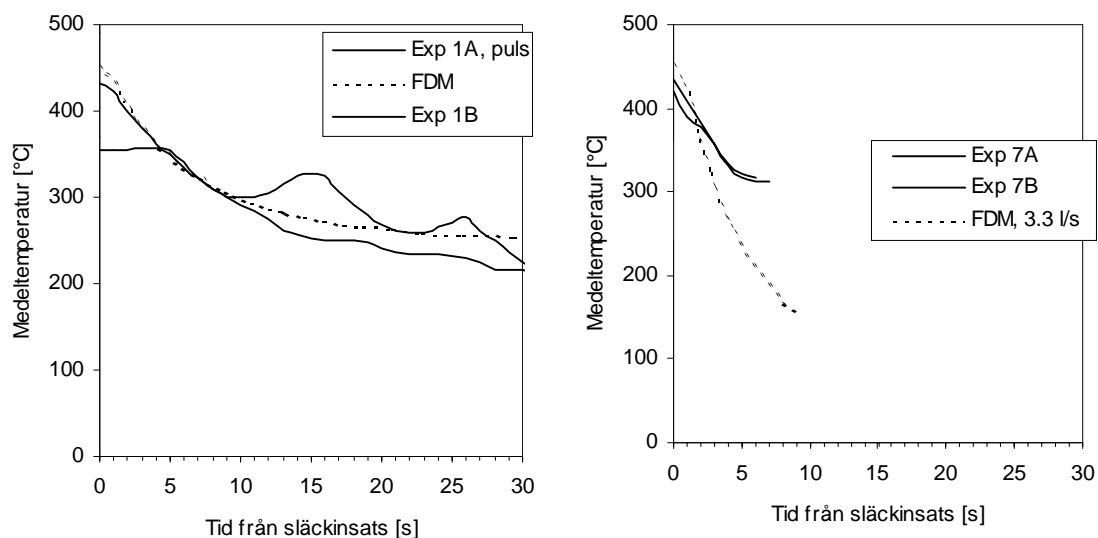 500
400
300
200
100
0
Medeltemperatur [°C]
Exp 1A, puls
FDM
Exp 1B
0 5 10 15 20 25 30
Tid från släckinsats [s]
500
400
300
200
100
0
Medeltemperatur [°C]
Exp 7A
Exp 7B
FDM, 3.3 l/s
0 5 10 15 20 25 30
Tid från släckinsats [s]